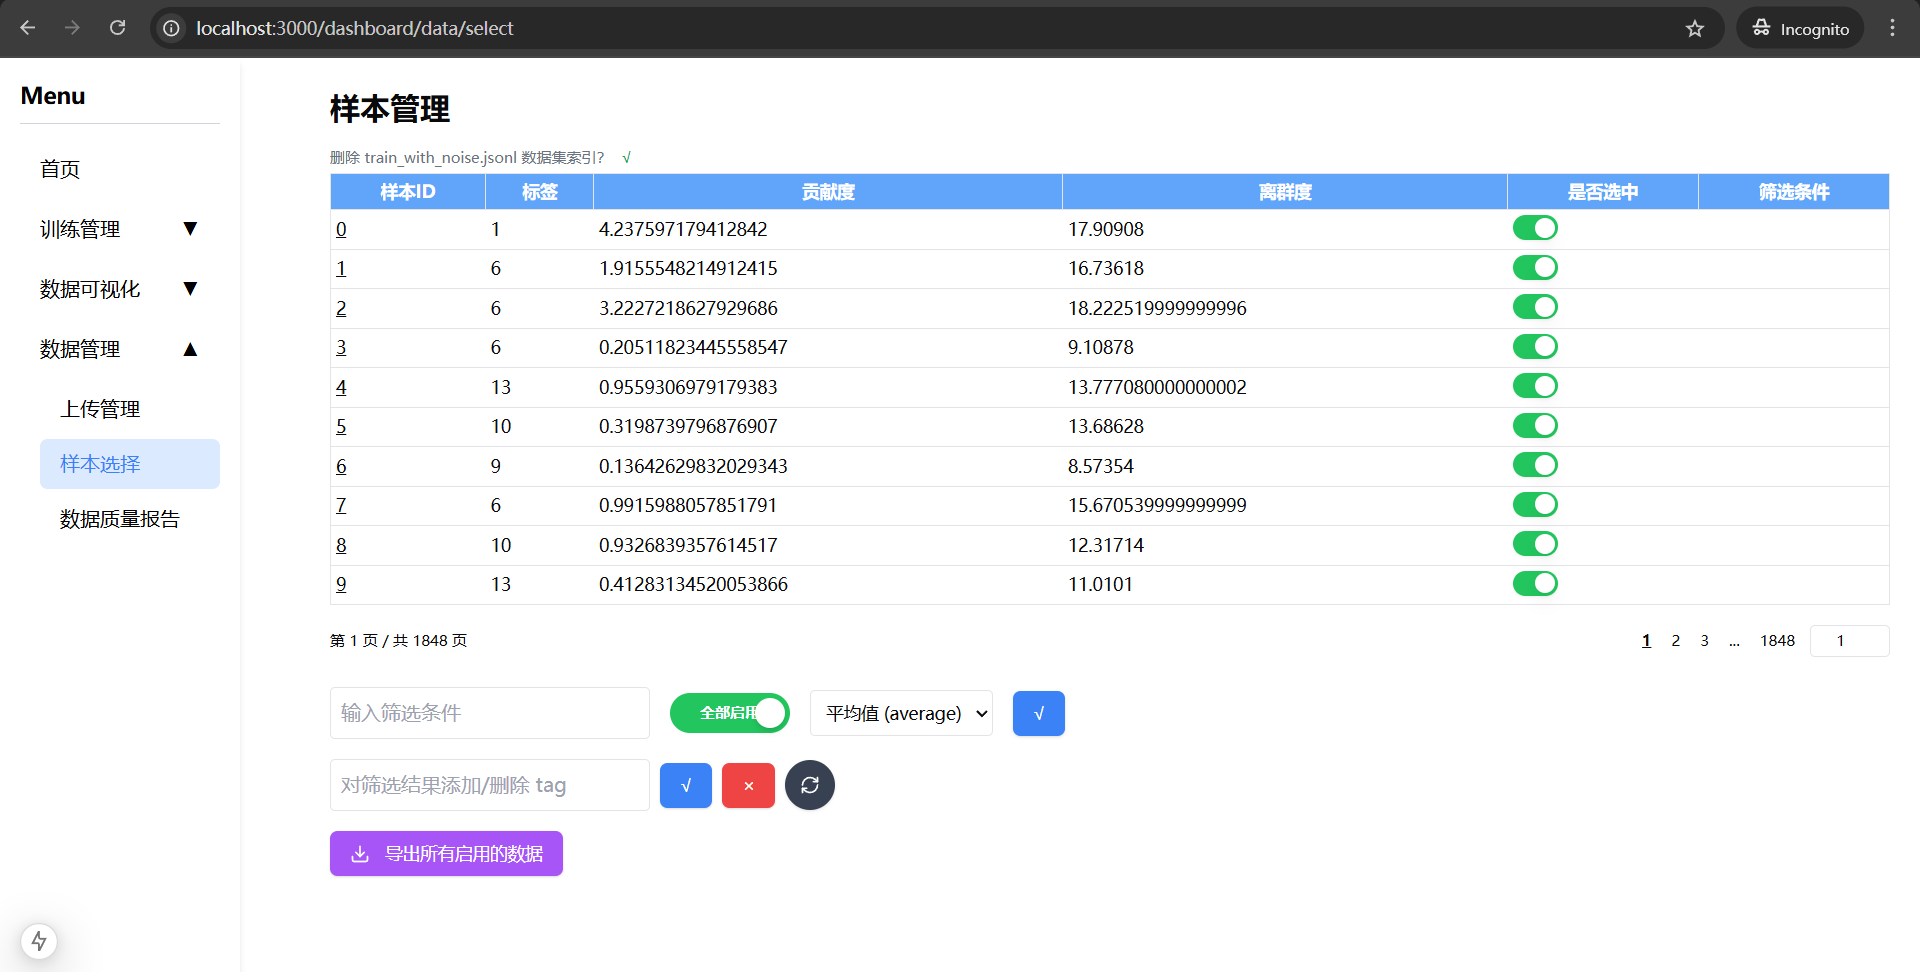 localhost:3000/dashboard/data/select
Incognito
Menu
首页
训练管理 ▼
数据可视化 ▼
数据管理 ▲
上传管理
样本选择
数据质量报告
样本管理
删除 train_with_noise.jsonl 数据集索引? √
样本ID 标签 贡献度 离群度 是否选中 筛选条件
0 1 4.237597179412842 17.90908
1 6 1.9155548214912415 16.73618
2 6 3.2227218627929686 18.222519999999996
3 6 0.20511823445558547 9.10878
4 13 0.9559306979179383 13.777080000000002
5 10 0.3198739796876907 13.68628
6 9 0.13642629832029343 8.57354
7 6 0.9915988057851791 15.670539999999999
8 10 0.9326839357614517 12.31714
9 13 0.41283134520053866 11.0101
第 1 页 / 共 1848 页 1 2 3 ... 1848 1
输入筛选条件 全部启用 平均值 (average) √
对筛选结果添加/删除 tag √ ×
导出所有启用的数据